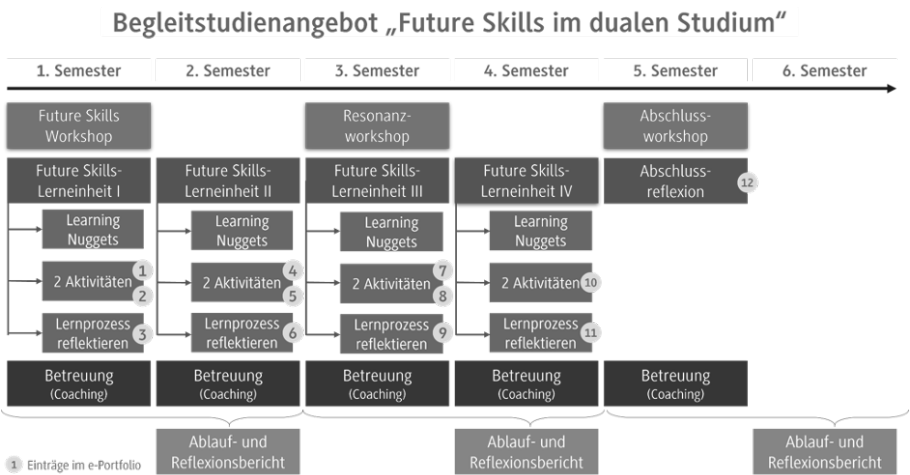 Begleitstudienangebot „Future Skills im dualen Studium“
1. Semester
2. Semester
3. Semester
4. Semester
5. Semester
6. Semester
Future Skills
Workshop
Resonanz-
workshop
Abschluss-
workshop
Future Skills-
Lerneinheit I
Future Skills-
Lerneinheit II
Future Skills-
Lerneinheit III
Future Skills-
Lerneinheit IV
Abschluss-
reflexion
12
Learning
Nuggets
Learning
Nuggets
Learning
Nuggets
Learning
Nuggets
2 Aktivitäten
1
2
2 Aktivitäten
4
5
2 Aktivitäten
7
8
2 Aktivitäten
10
Lernprozess
reflektieren
3
Lernprozess
reflektieren
6
Lernprozess
reflektieren
9
Lernprozess
reflektieren
11
Betreuung
(Coaching)
Betreuung
(Coaching)
Betreuung
(Coaching)
Betreuung
(Coaching)
Betreuung
(Coaching)
Ablauf- und
Reflexionsbericht
Ablauf- und
Reflexionsbericht
Ablauf- und
Reflexionsbericht
1 Einträge im e-Portfolio